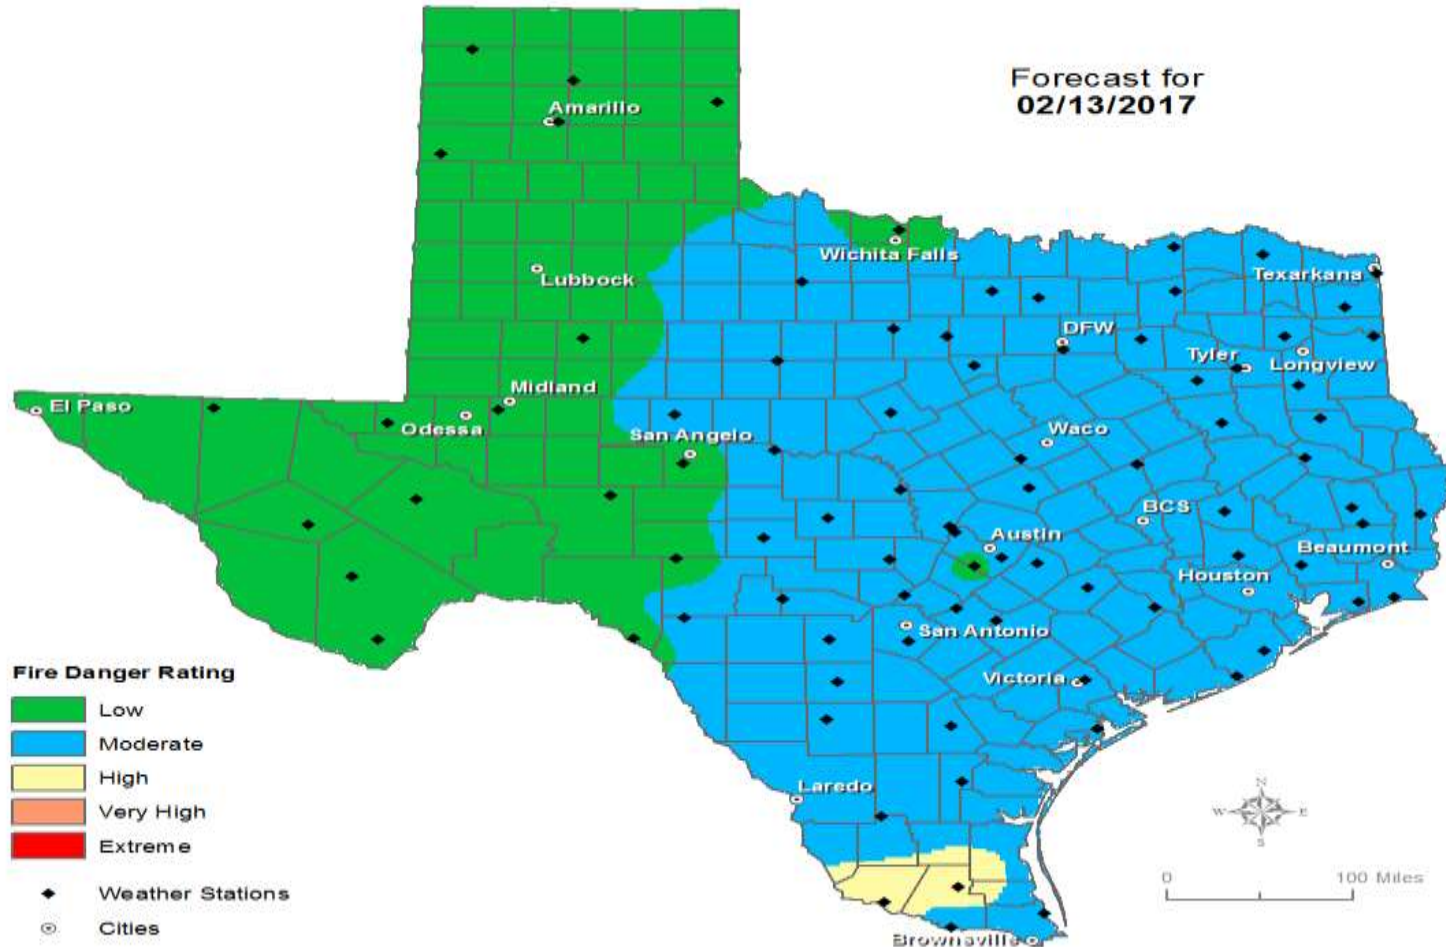 Forecast for
02/13/2017
Amarillo
Wichita Falls
Lubbock
Texarkana
DFW
Tyler
Longview
Midland
El Paso
Odessa
San Angelo
Waco
BCS
Austin
Beaumont
Houston
San Antonio
Victoria
Laredo
Brownsville
Fire Danger Rating
Low
Moderate
High
Very High
Extreme
Weather Stations
Cities
N
W E
S
0 100 Miles